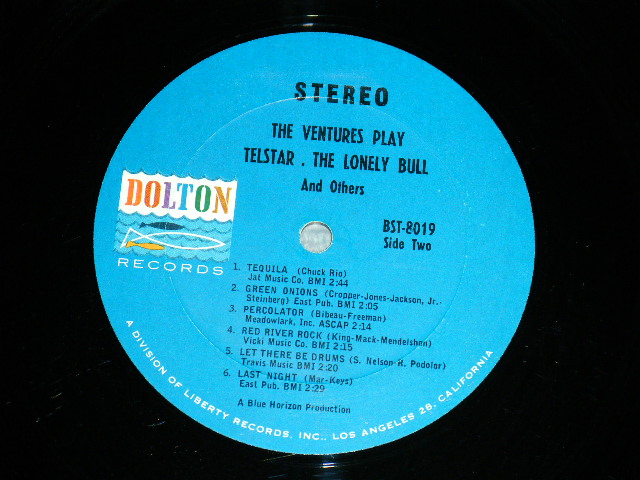 STEREO
THE VENTURES PLAY
TELSTAR . THE LONELY BULL
And Others
DOLTON
RECORDS
BST-8019
Side Two
1. TEQUILA (Chuck Rio)
Jat Music Co. BMI 2:44
2. GREEN ONIONS (Cropper-Jones-Jackson, Jr.-
Steinberg) East Pub. BMI 2:05
3. PERCOLATOR (Bibeau-Freeman)
Meadowlark, Inc. ASCAP 2:14
4. RED RIVER ROCK (King-Mack-Mendelshon)
Vicki Music Co. BMI 2:15
5. LET THERE BE DRUMS (S. Nelson-R. Podolor)
Travis Music BMI 2:20
6. LAST NIGHT (Mar-Keys)
East Pub. BMI 2:29
A Blue Horizon Production
A DIVISION OF LIBERTY RECORDS, INC., LOS ANGELES 28, CALIFORNIA